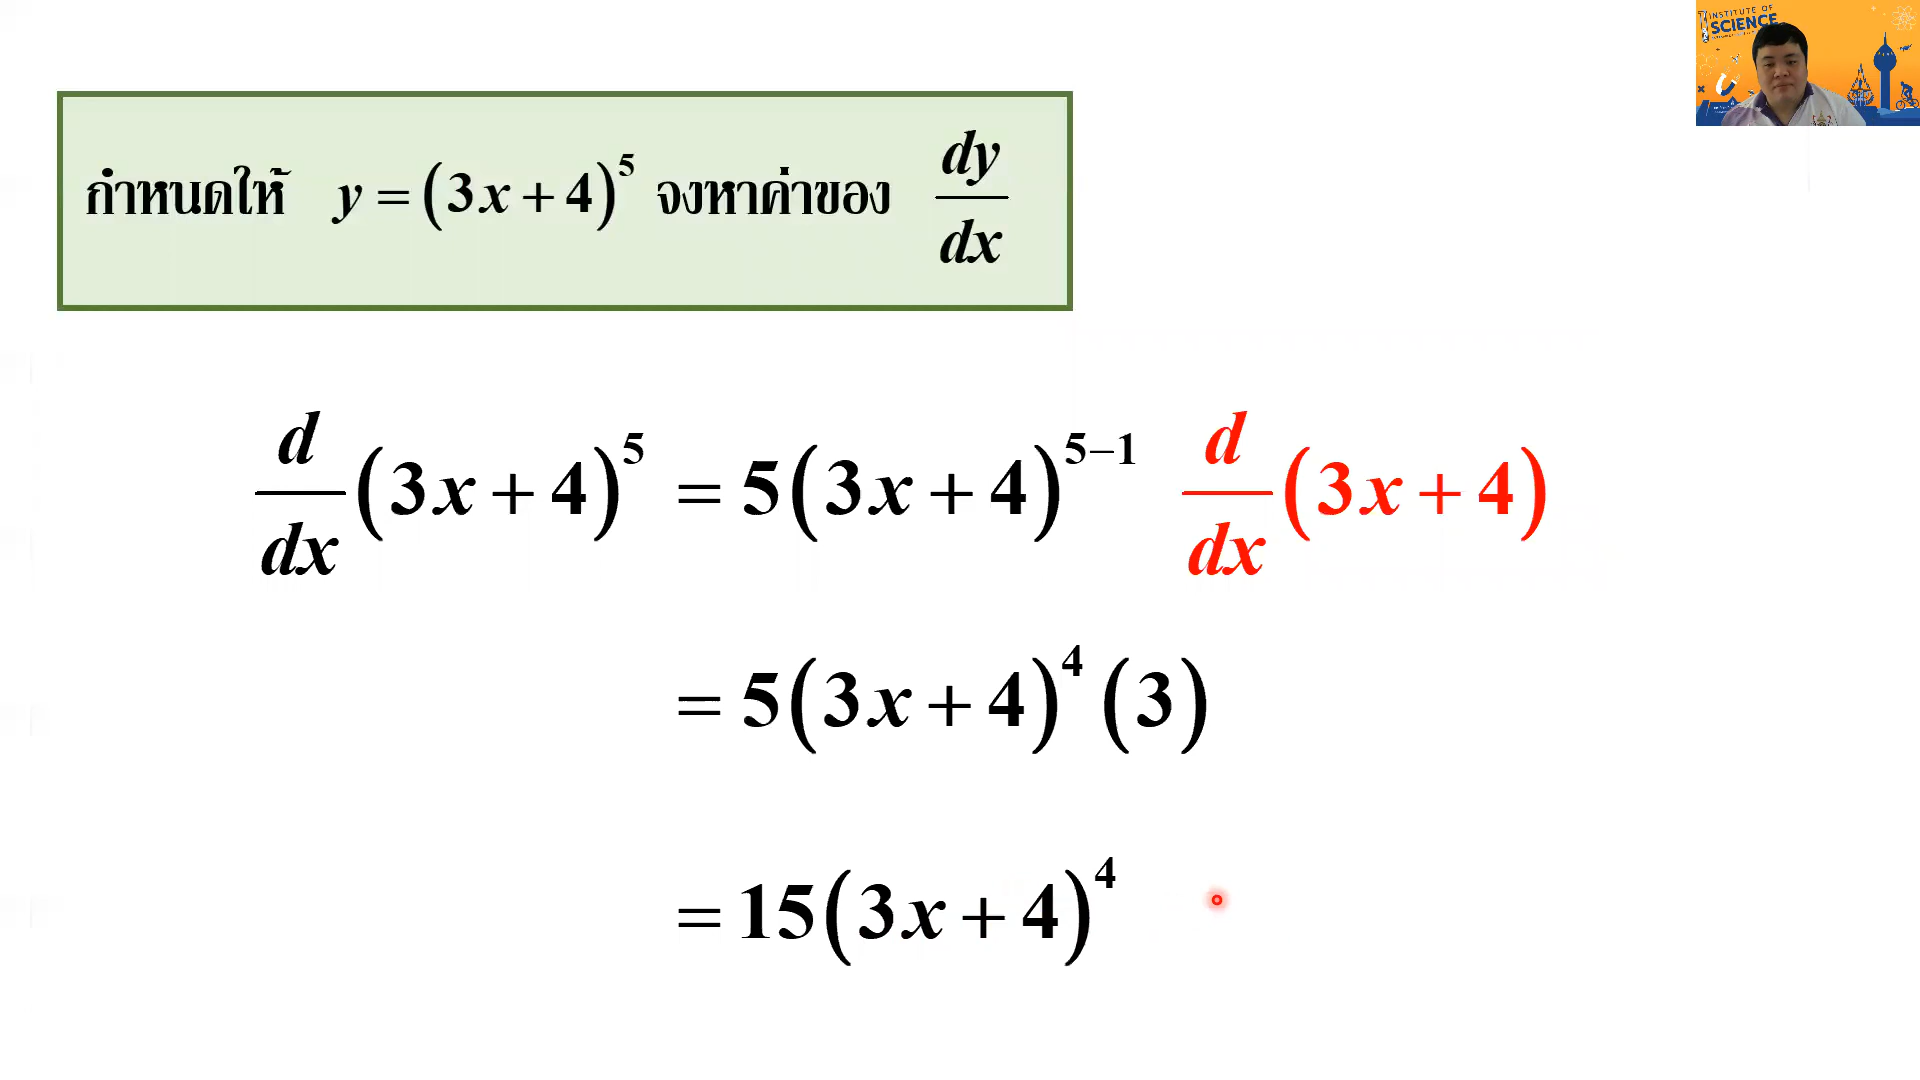 INSTITUTE OF
SCIENCE
กำหนดให้ y = (3x + 4)^5 จงหาค่าของ dy/dx
d/dx (3x + 4)^5 = 5(3x + 4)^{5−1} d/dx (3x + 4)
= 5(3x + 4)^4 (3)
= 15(3x + 4)^4